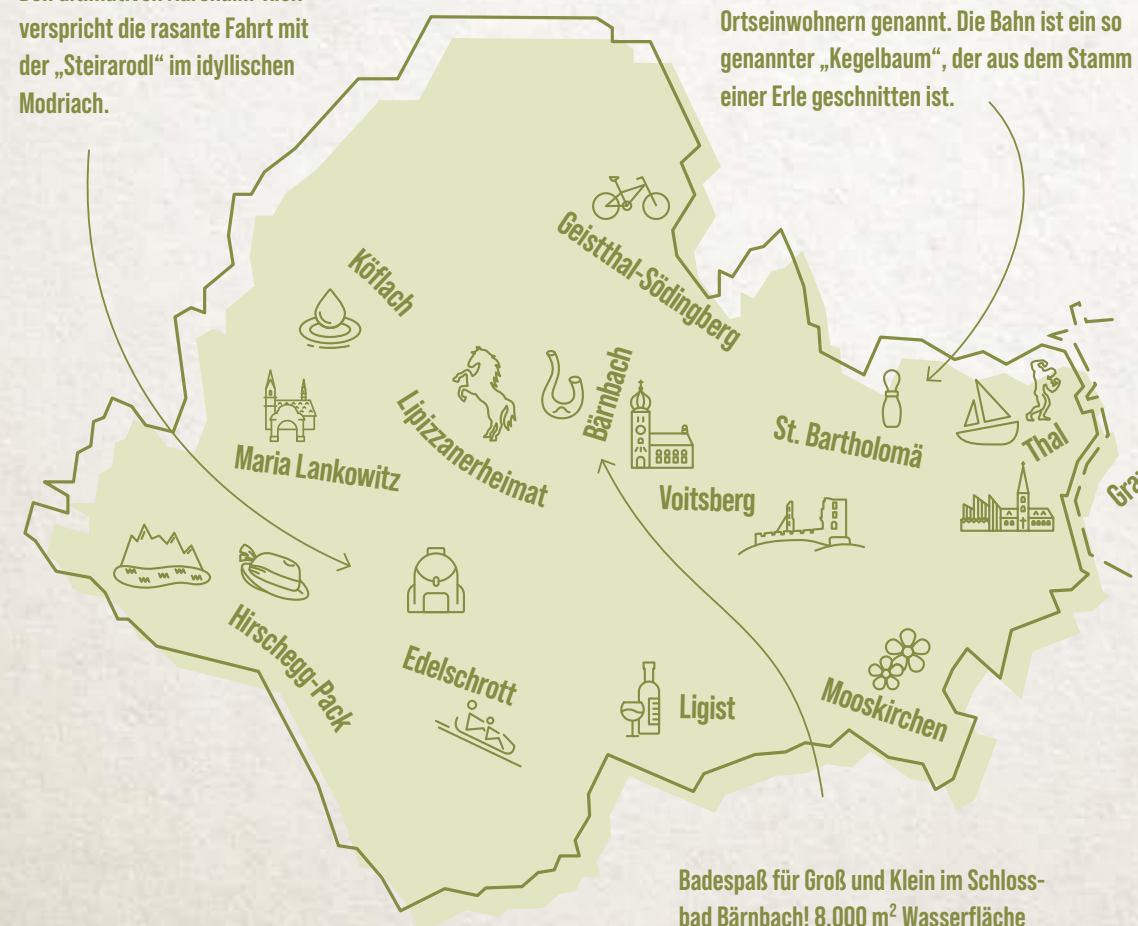 verspricht die rasante Fahrt mit
der „Steirarodl“ im idyllischen
Modriach.
Ortseinwohnern genannt. Die Bahn ist ein so
genannter „Kegelbaum“, der aus dem Stamm
einer Erle geschnitten ist.
Geistthal-Södingberg
Köflach
Bärnbach
Lipizzanerheimat
Maria Lankowitz
St. Bartholomä
Thal
Voitsberg
Hirschegg-Pack
Edelschrott
Ligist
Mooskirchen
Badespaß für Groß und Klein im Schloss-
bad Bärnbach! 8.000 m² Wasserfläche